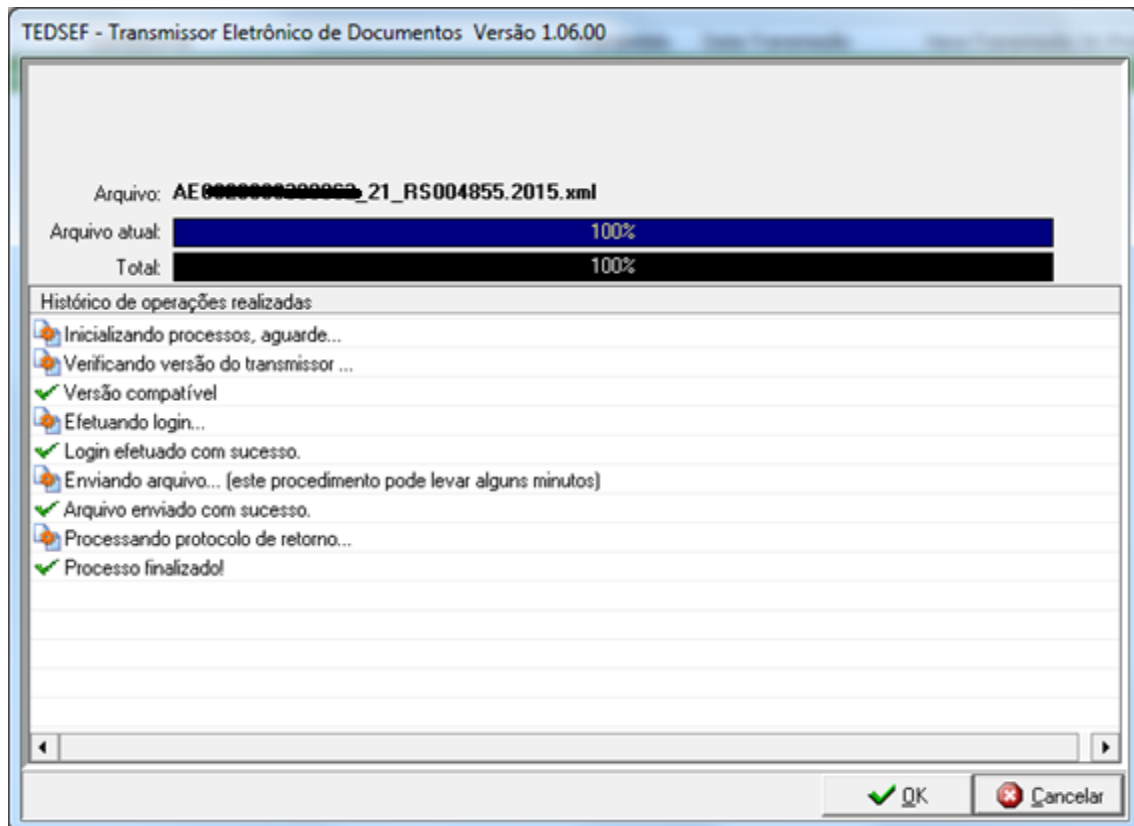 TEDSEF - Transmissor Eletrônico de Documentos Versão 1.06.00
Arquivo: AE _21_RS004855.2015.xml
Arquivo atual: 100%
Total: 100%
Histórico de operações realizadas
Inicializando processos, aguarde...
Verificando versão do transmissor ...
Versão compatível
Efetuando login...
Login efetuado com sucesso.
Enviando arquivo... (este procedimento pode levar alguns minutos)
Arquivo enviado com sucesso.
Processando protocolo de retorno...
Processo finalizado!
OK Cancelar